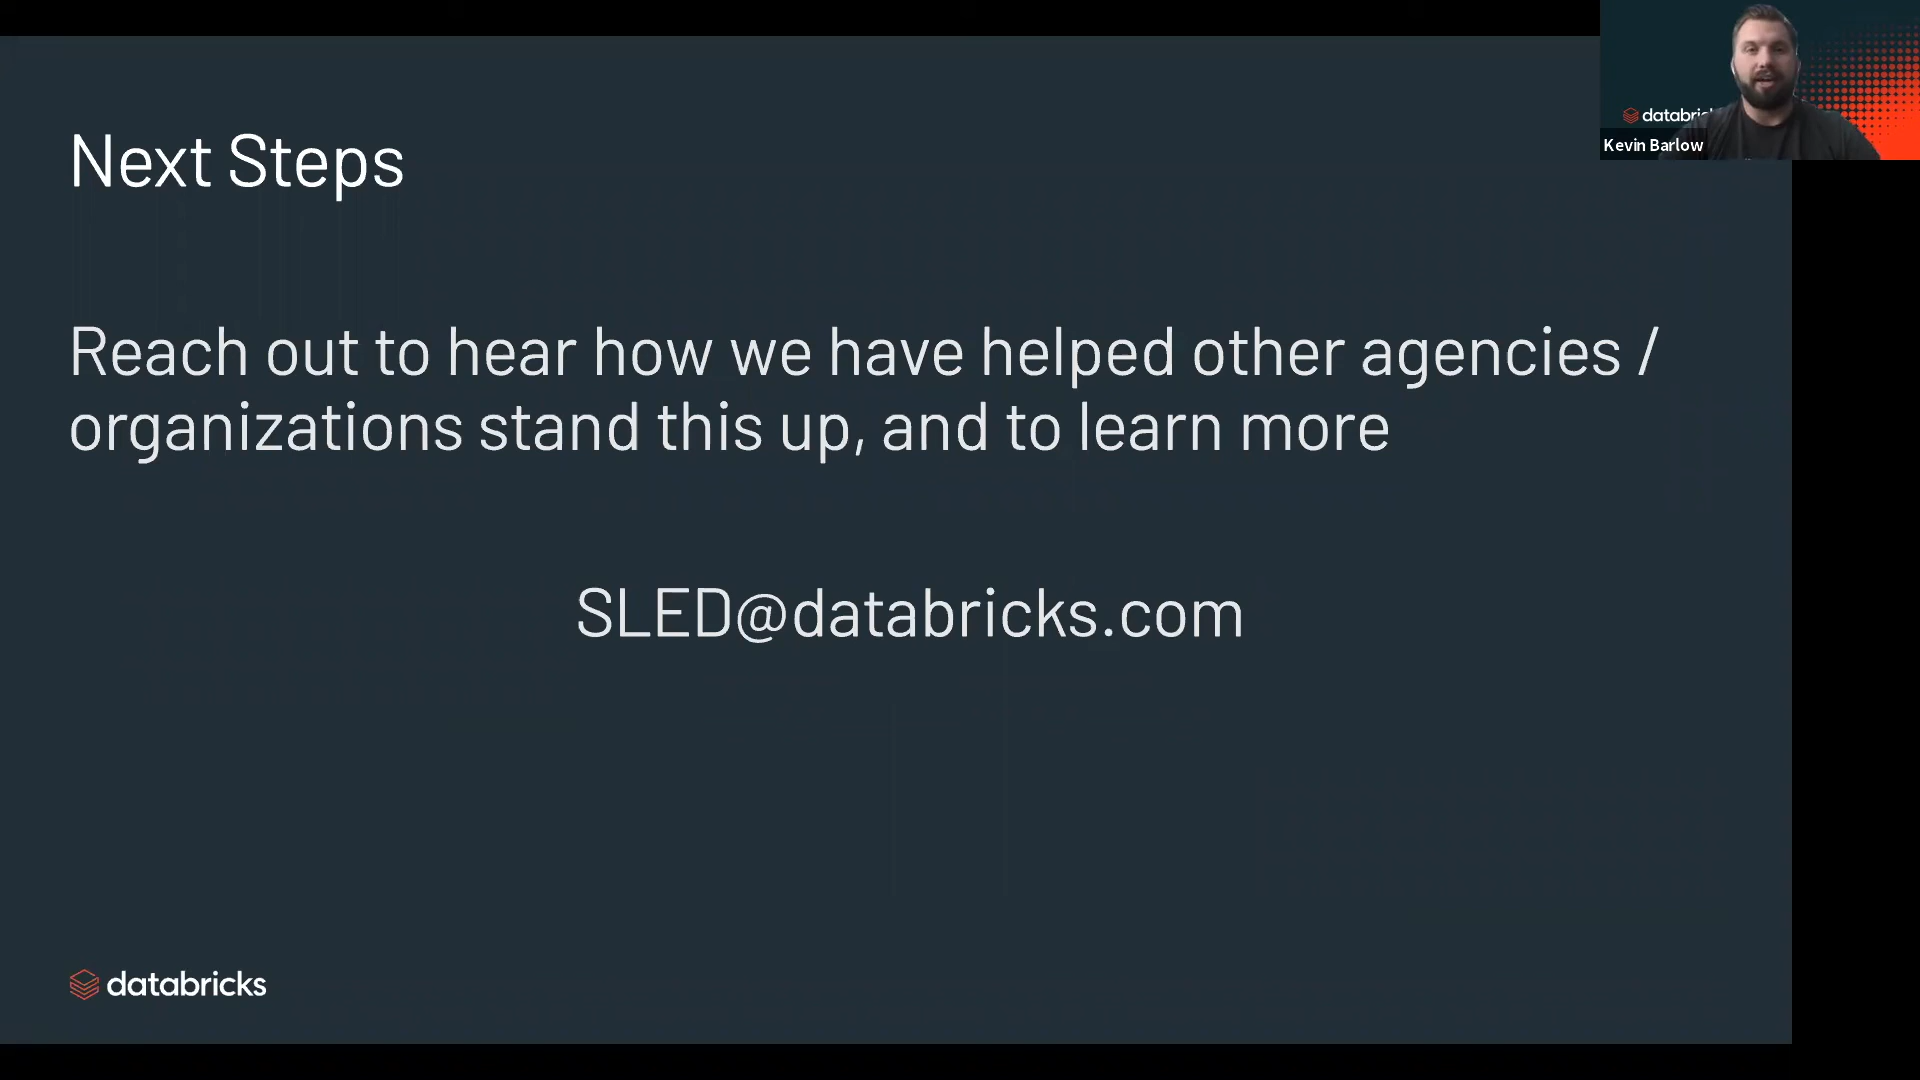 Next Steps
Reach out to hear how we have helped other agencies /
organizations stand this up, and to learn more
SLED@databricks.com
databricks
databric
Kevin Barlow